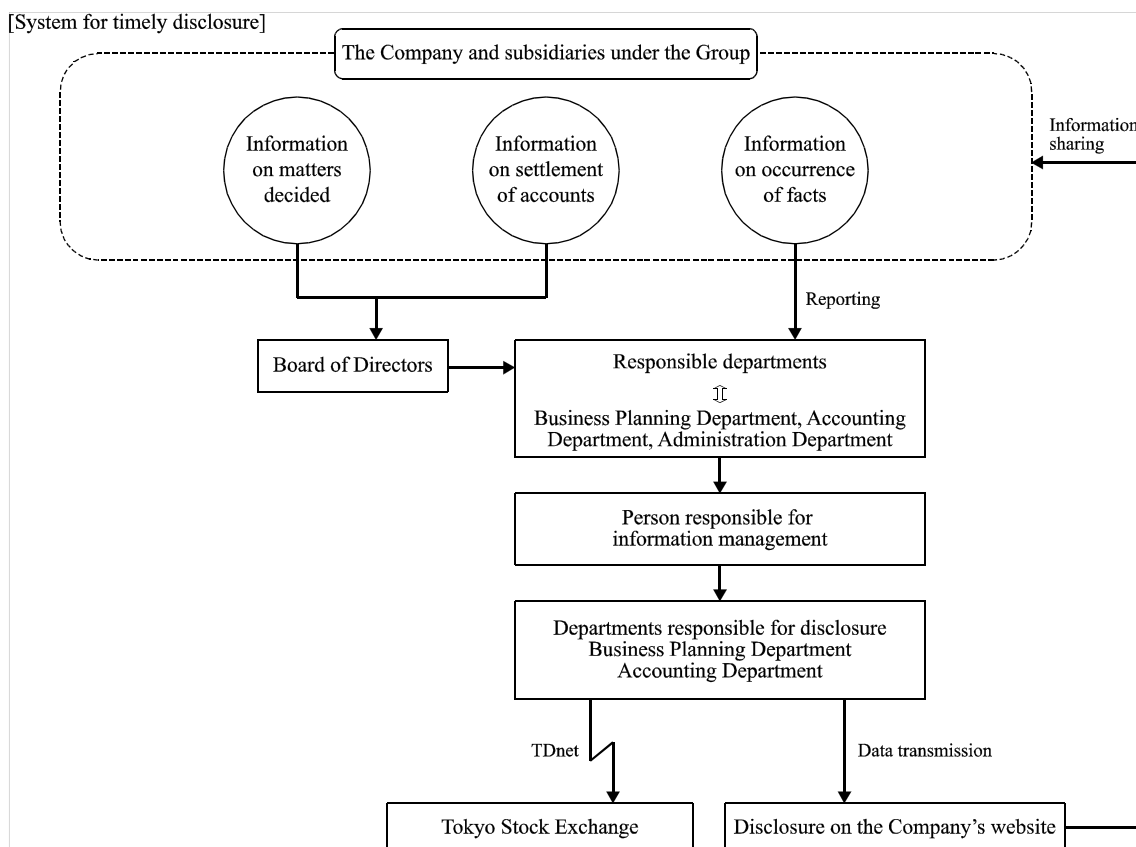 [System for timely disclosure]
The Company and subsidiaries under the Group
Information
on matters
decided
Information
on settlement
of accounts
Information
on occurrence
of facts
Information
sharing
Reporting
Board of Directors
Responsible departments
Business Planning Department, Accounting
Department, Administration Department
Person responsible for
information management
Departments responsible for disclosure
Business Planning Department
Accounting Department
TDnet
Data transmission
Tokyo Stock Exchange
Disclosure on the Company's website